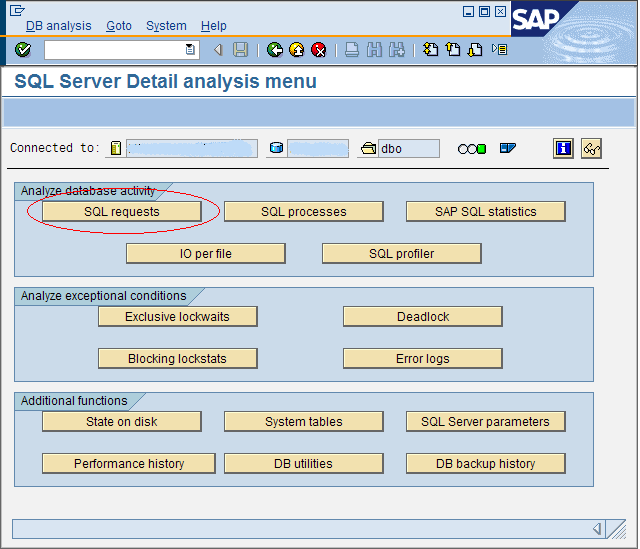 DB analysis Goto System Help
SAP
SQL Server Detail analysis menu
Connected to: dbo
Analyze database activity
SQL requests SQL processes SAP SQL statistics
IO per file SQL profiler
Analyze exceptional conditions
Exclusive lockwaits Deadlock
Blocking lockstats Error logs
Additional functions
State on disk System tables SQL Server parameters
Performance history DB utilities DB backup history